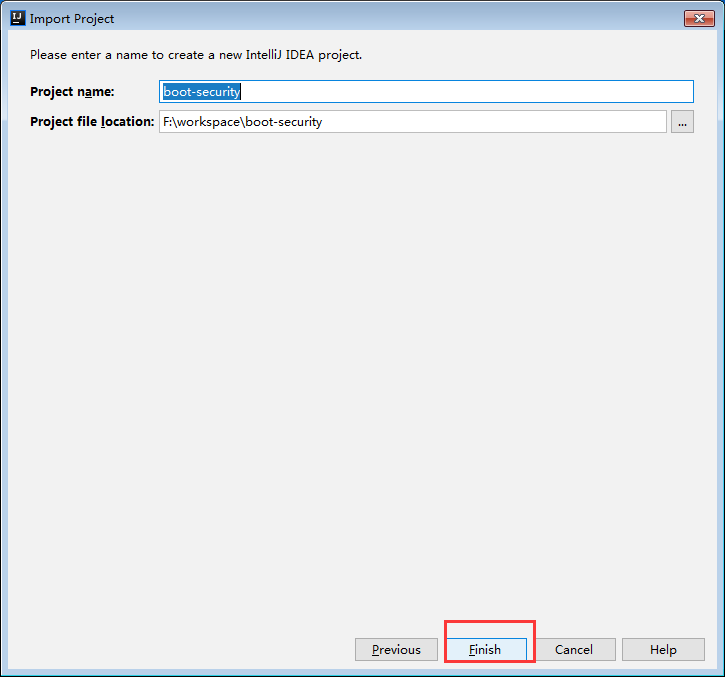 Import Project
Please enter a name to create a new IntelliJ IDEA project.
Project name: boot-security
Project file location: F:\workspace\boot-security ...
Previous Finish Cancel Help